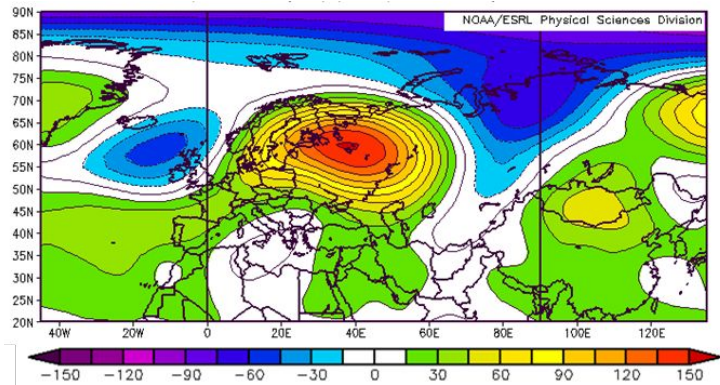 NOAA/ESRL Physical Sciences Division
90N
85N
80N
75N
70N
65N
60N
55N
50N
45N
40N
35N
30N
25N
20N
40W 20W 0 20E 40E 60E 80E 100E 120E
−150 −120 −90 −60 −30 0 30 60 90 120 150